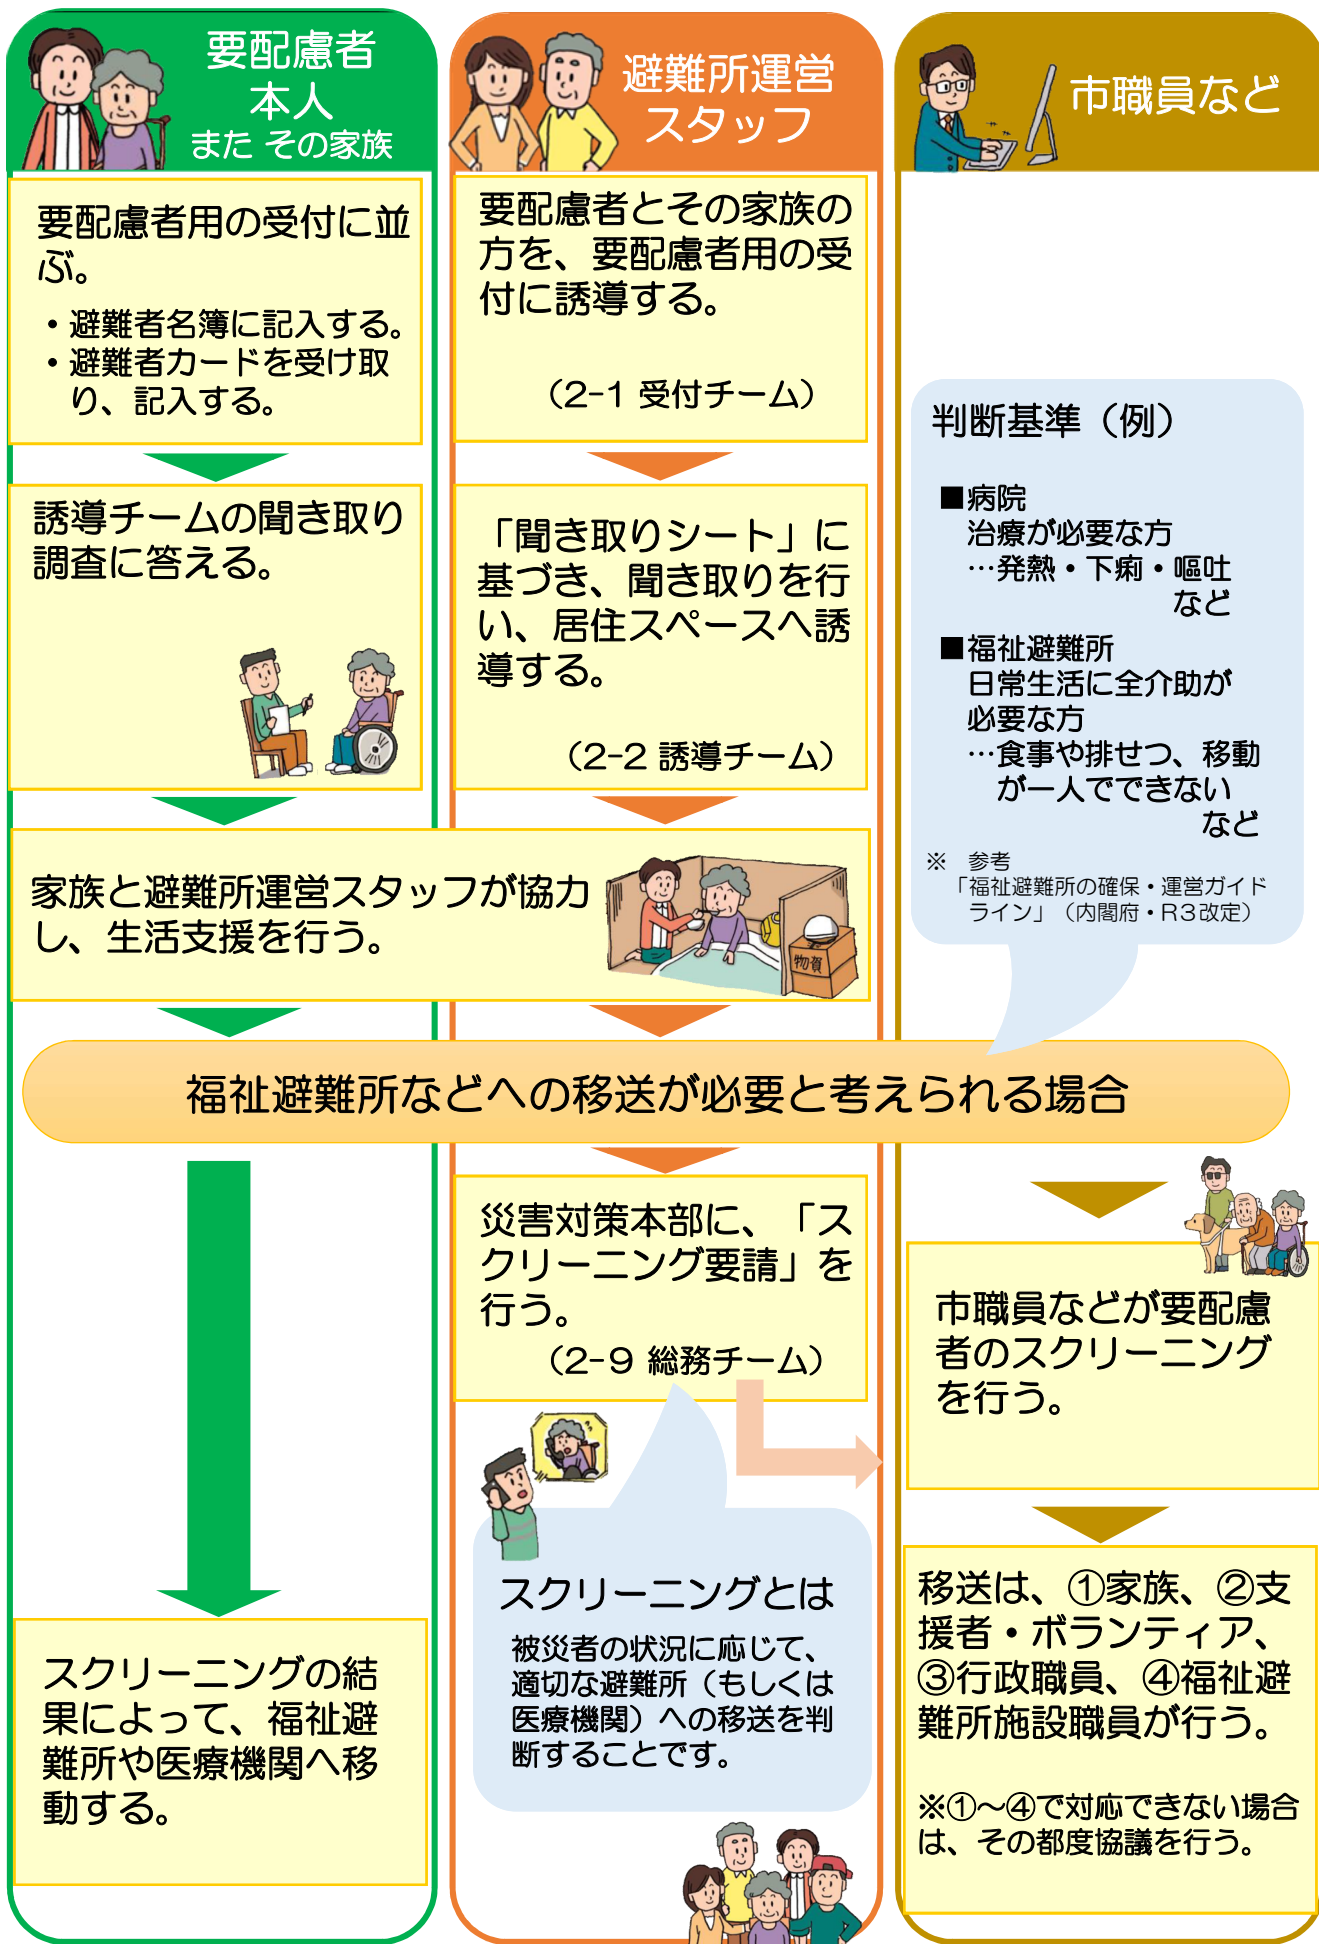 要配慮者
本人
また その家族
避難所運営
スタッフ
市職員など
要配慮者用の受付に並
ぶ。
・避難者名簿に記入する。
・避難者カードを受け取
り、記入する。
誘導チームの聞き取り
調査に答える。
要配慮者とその家族の
方を、要配慮者用の受
付に誘導する。
（2-1 受付チーム）
「聞き取りシート」に
基づき、聞き取りを行
い、居住スペースへ誘
導する。
（2-2 誘導チーム）
判断基準（例）
■病院
治療が必要な方
…発熱・下痢・嘔吐
など
■福祉避難所
日常生活に全介助が
必要な方
…食事や排せつ、移動
が一人でできない
など
※ 参考
「福祉避難所の確保・運営ガイド
ライン」（内閣府・R3改定）
家族と避難所運営スタッフが協力
し、生活支援を行う。
物資
福祉避難所などへの移送が必要と考えられる場合
災害対策本部に、「ス
クリーニング要請」を
行う。
（2-9 総務チーム）
スクリーニングとは
被災者の状況に応じて、
適切な避難所（もしくは
医療機関）への移送を判
断することです。
市職員などが要配慮
者のスクリーニング
を行う。
移送は、①家族、②支
援者・ボランティア、
③行政職員、④福祉避
難所施設職員が行う。
※①～④で対応できない場合
は、その都度協議を行う。
スクリーニングの結
果によって、福祉避
難所や医療機関へ移
動する。